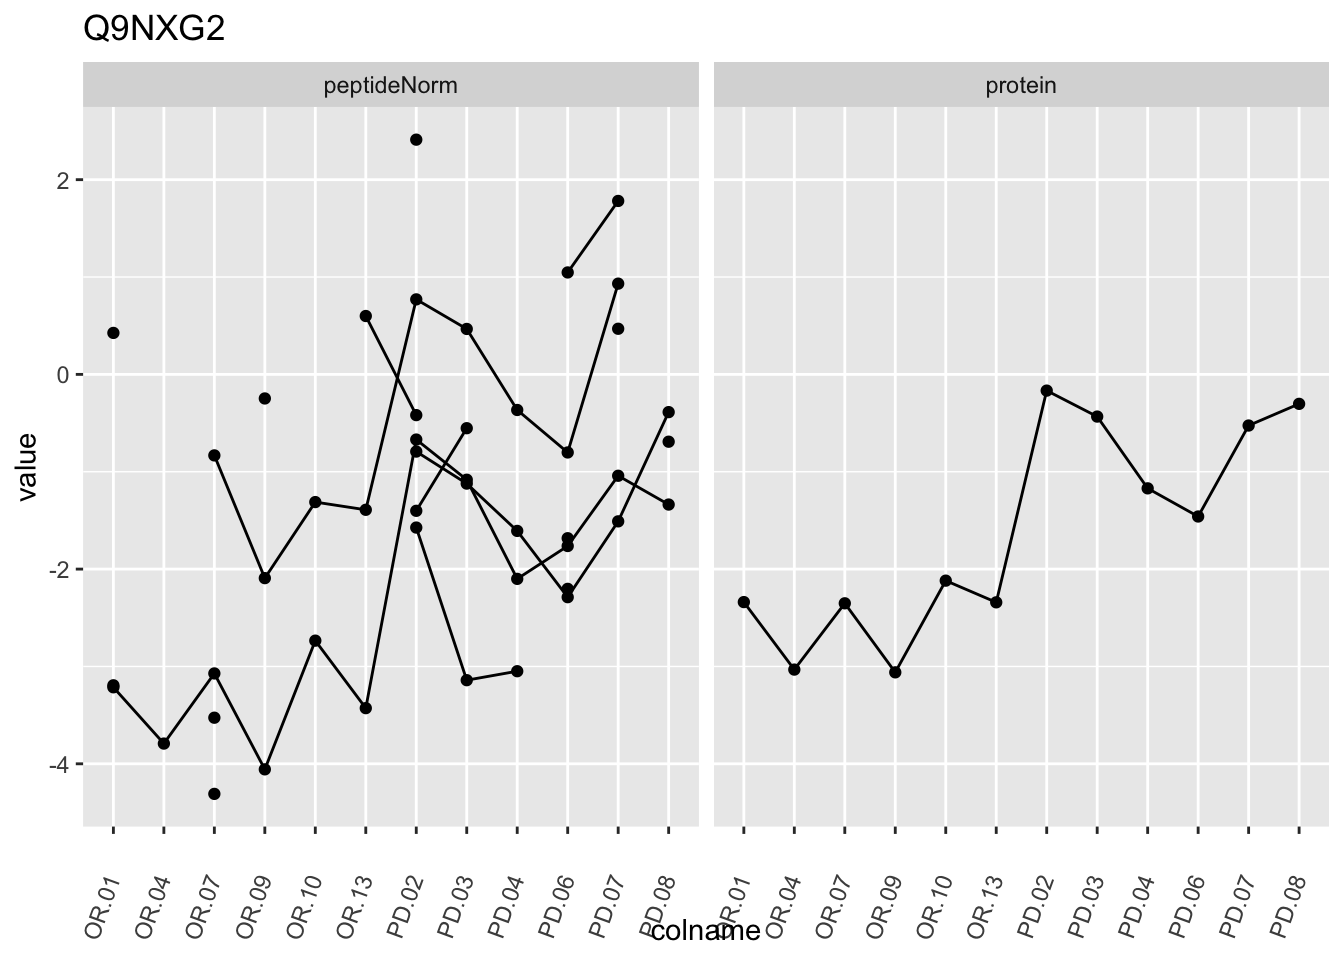 Q9NXG2
peptideNorm
protein
value
2
0
-2
-4
OR.01 OR.04 OR.07 OR.09 OR.10 OR.13 PD.02 PD.03 PD.04 PD.06 PD.07 PD.08
OR.01 OR.04 OR.07 OR.09 OR.10 OR.13 PD.02 PD.03 PD.04 PD.06 PD.07 PD.08
colname